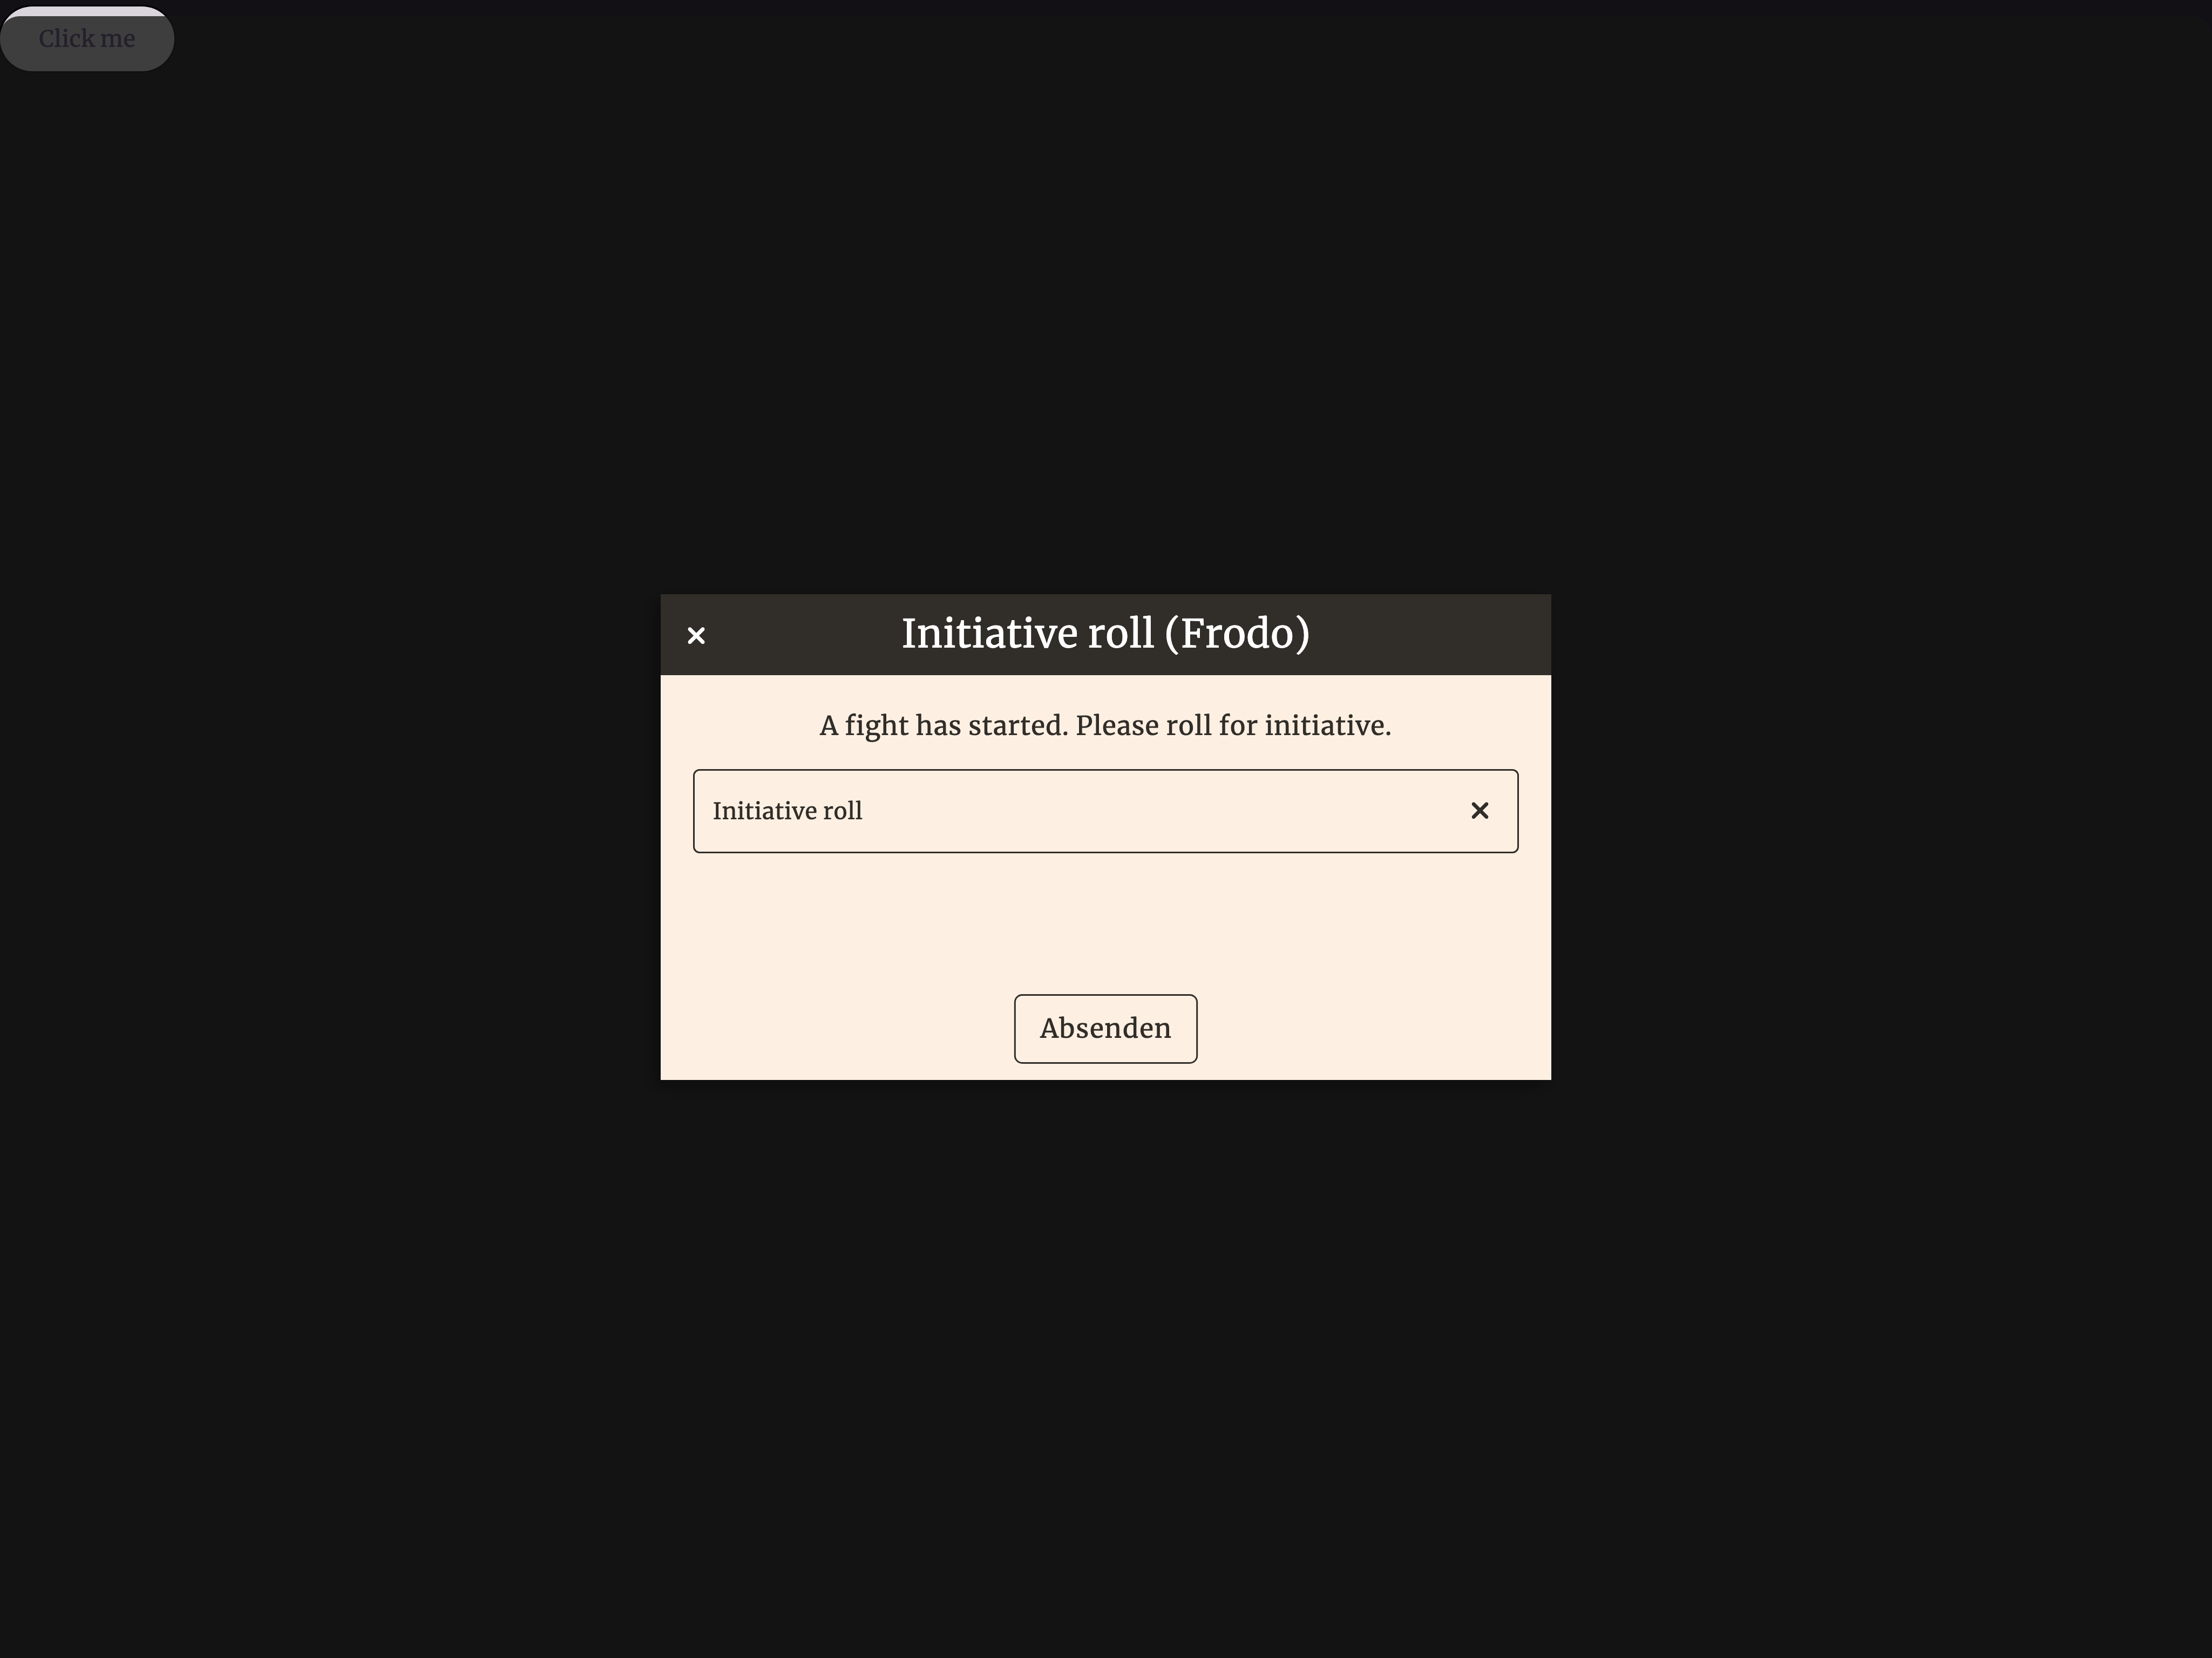 Click me
Initiative roll (Frodo)
A fight has started. Please roll for initiative.
Initiative roll
Absenden